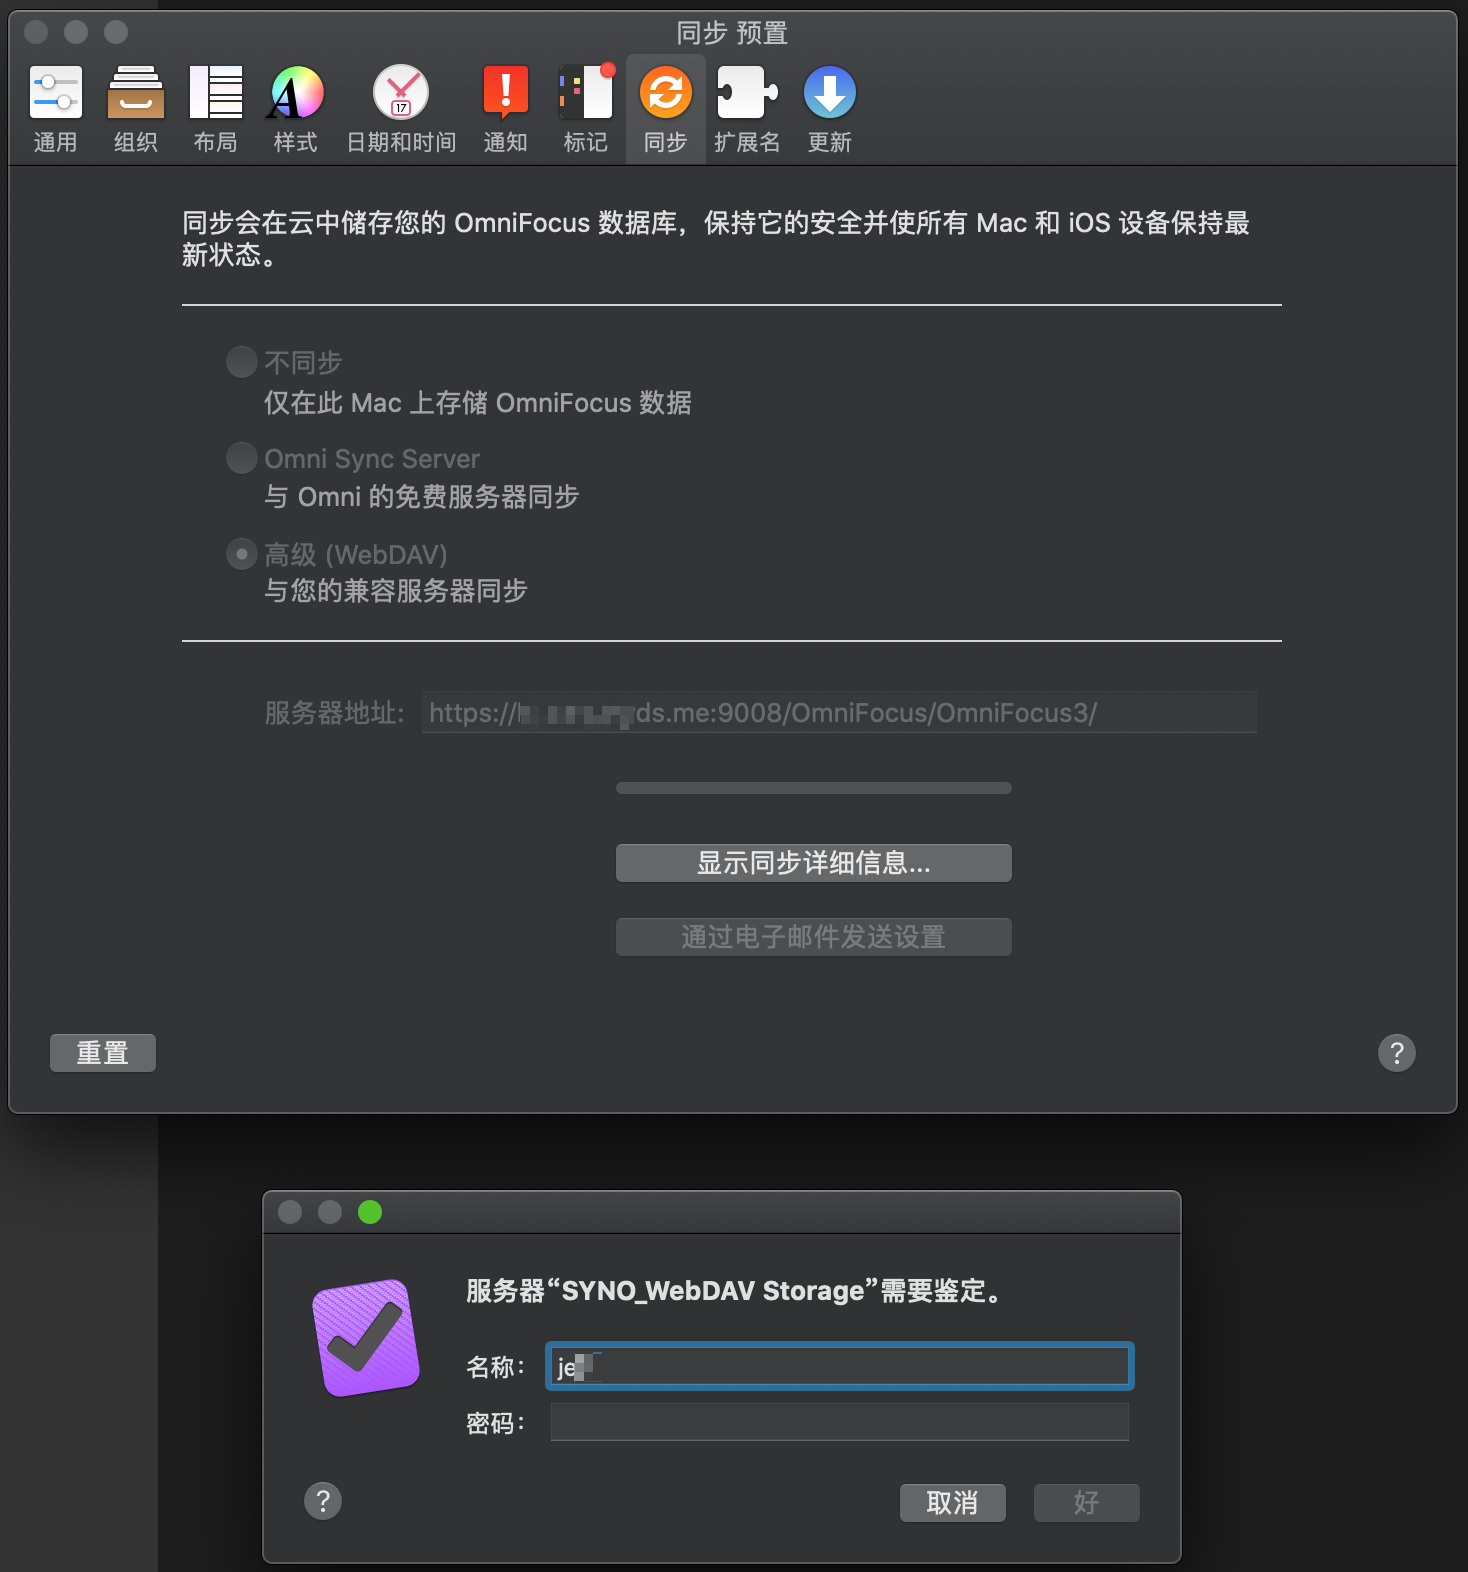 同步 预置
通用 组织 布局 样式 日期和时间 通知 标记 同步 扩展名 更新
17
同步会在云中储存您的 OmniFocus 数据库，保持它的安全并使所有 Mac 和 iOS 设备保持最
新状态。
不同步
仅在此 Mac 上存储 OmniFocus 数据
Omni Sync Server
与 Omni 的免费服务器同步
高级 (WebDAV)
与您的兼容服务器同步
服务器地址: https:// ds.me:9008/OmniFocus/OmniFocus3/
显示同步详细信息...
通过电子邮件发送设置
重置 ?
服务器“SYNO_WebDAV Storage”需要鉴定。
名称： je
密码：
? 取消 好